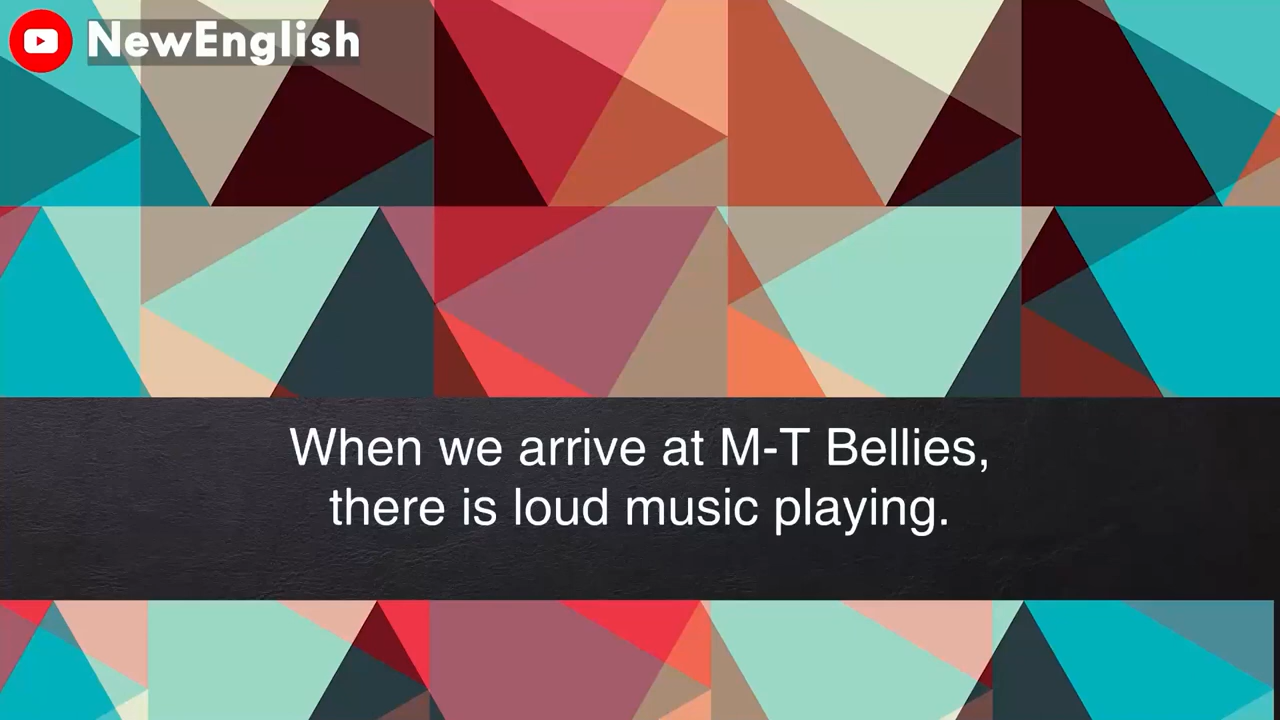 NewEnglish
When we arrive at M-T Bellies,
there is loud music playing.